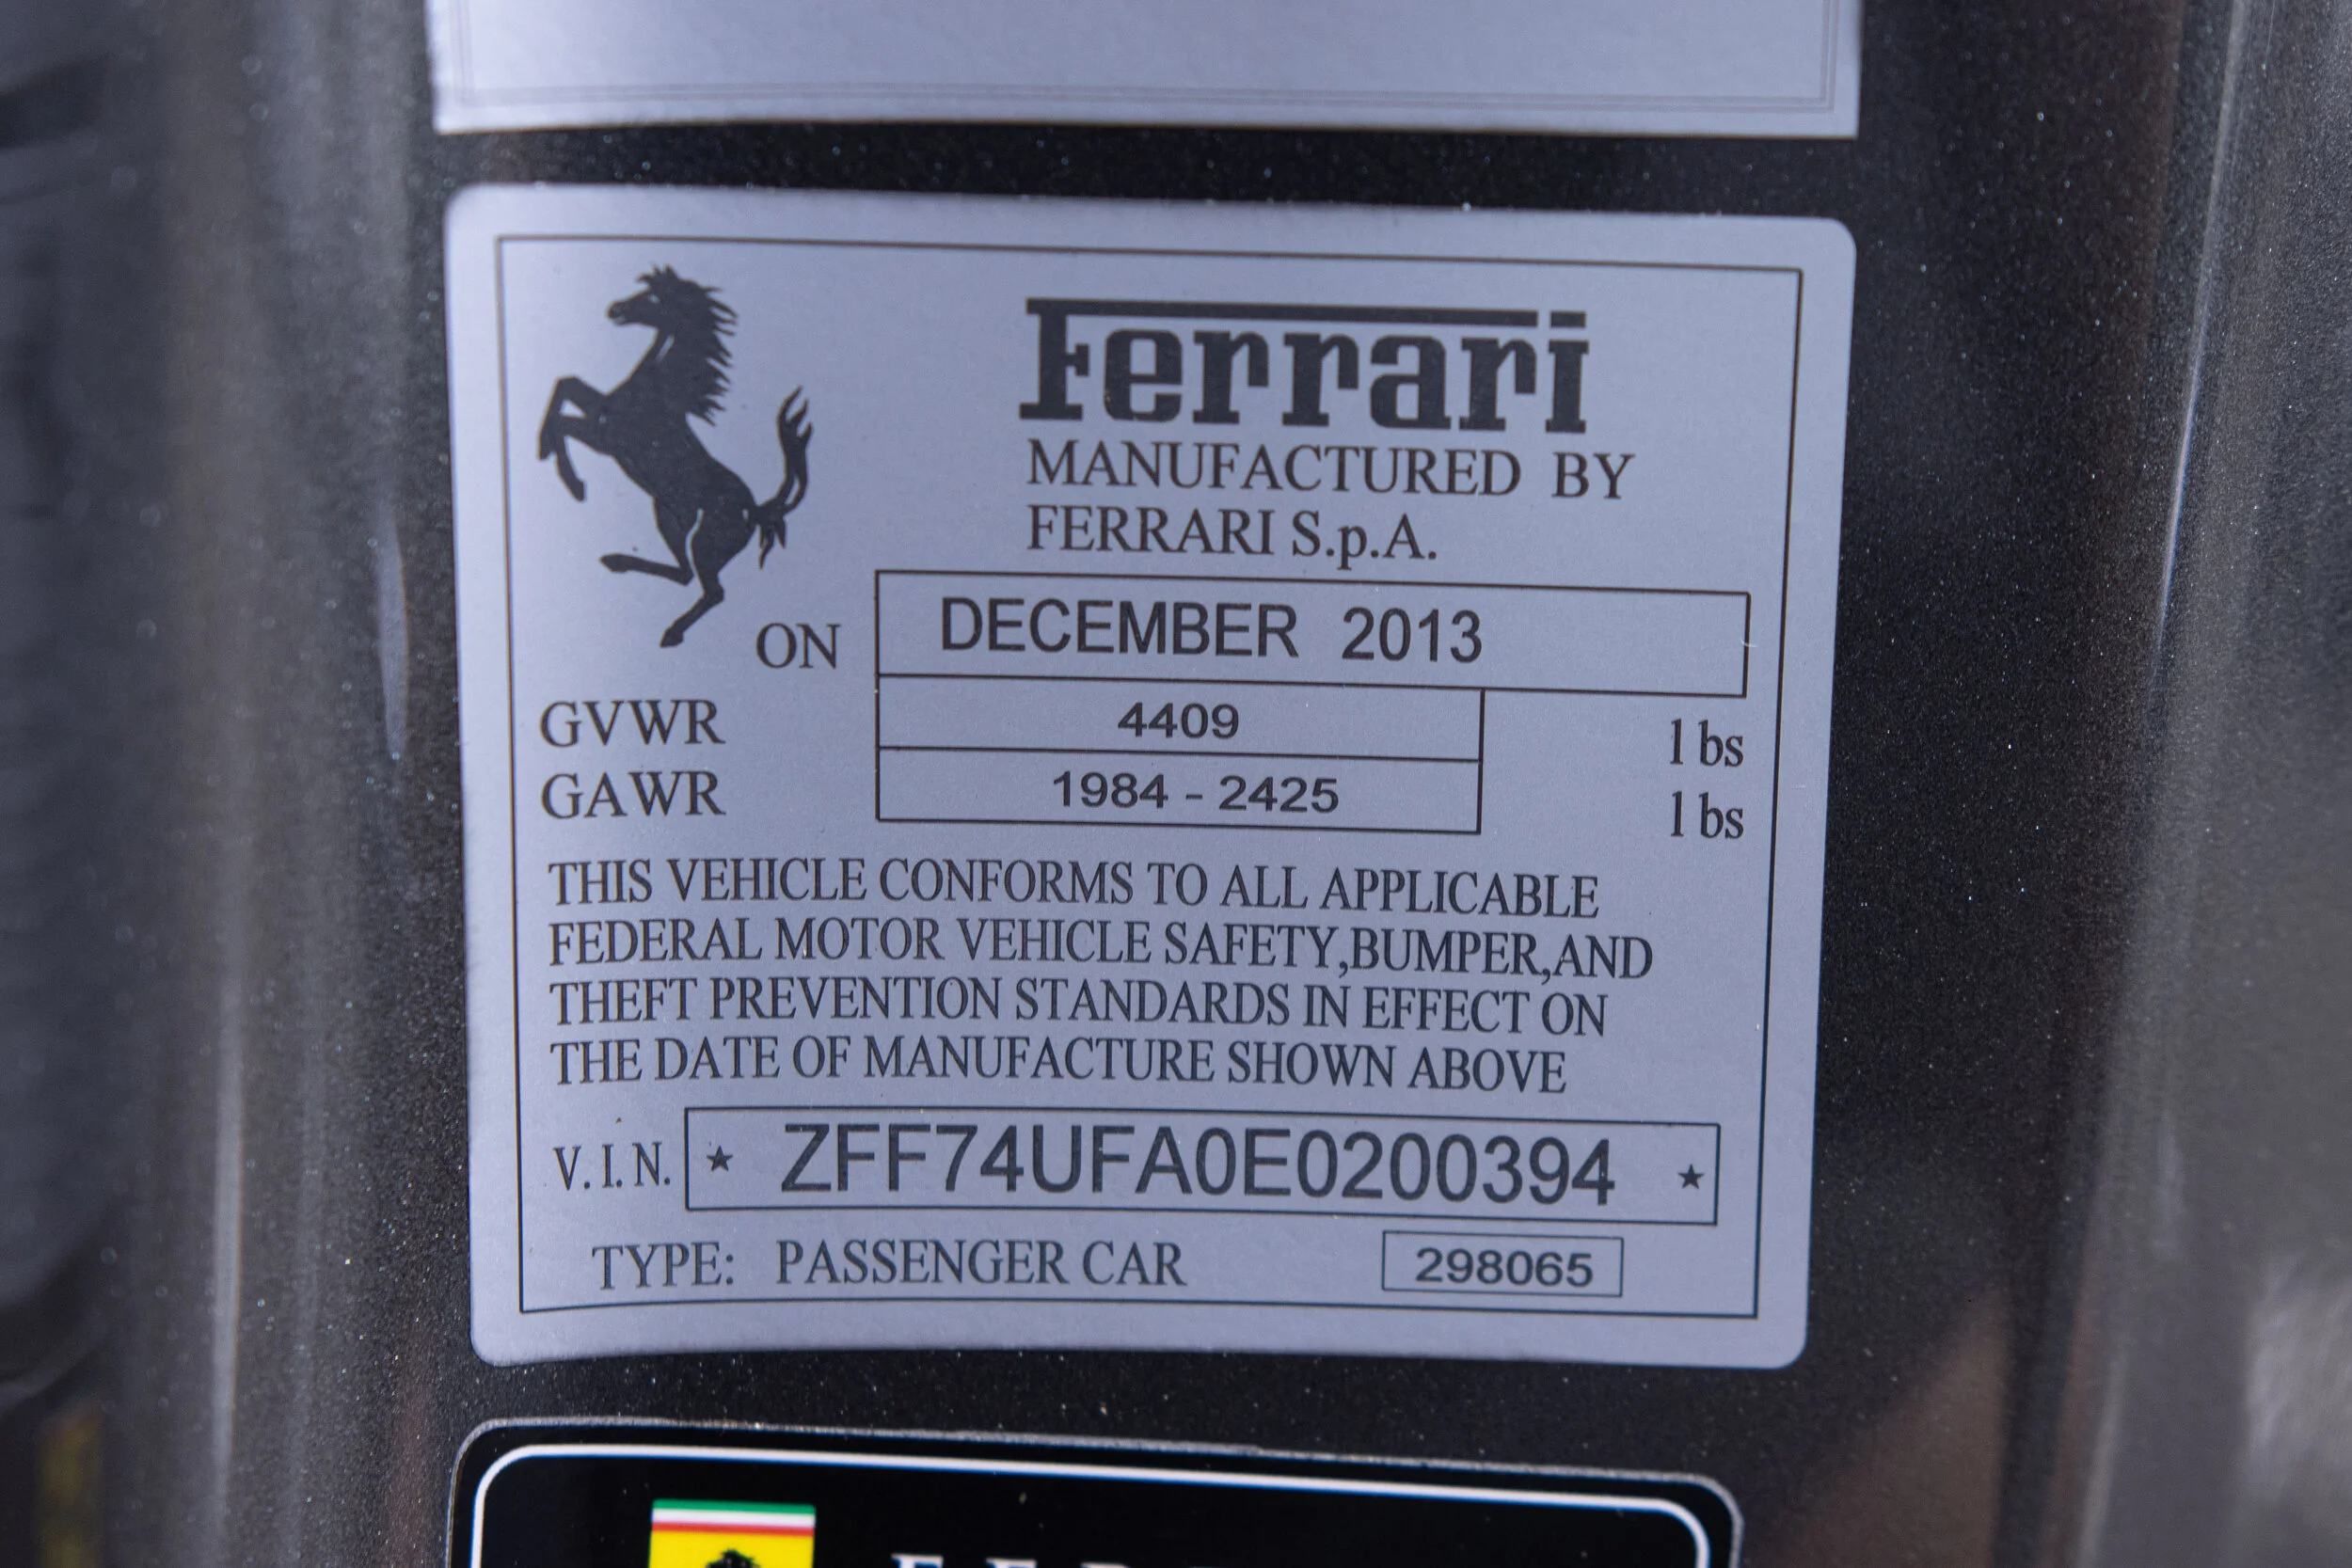 Ferrari
MANUFACTURED BY
FERRARI S.p.A.
ON DECEMBER 2013
GVWR 4409 lbs
GAWR 1984 - 2425 lbs
THIS VEHICLE CONFORMS TO ALL APPLICABLE
FEDERAL MOTOR VEHICLE SAFETY,BUMPER,AND
THEFT PREVENTION STANDARDS IN EFFECT ON
THE DATE OF MANUFACTURE SHOWN ABOVE
V.I.N. ★ ZFF74UFA0E0200394 ★
TYPE: PASSENGER CAR 298065